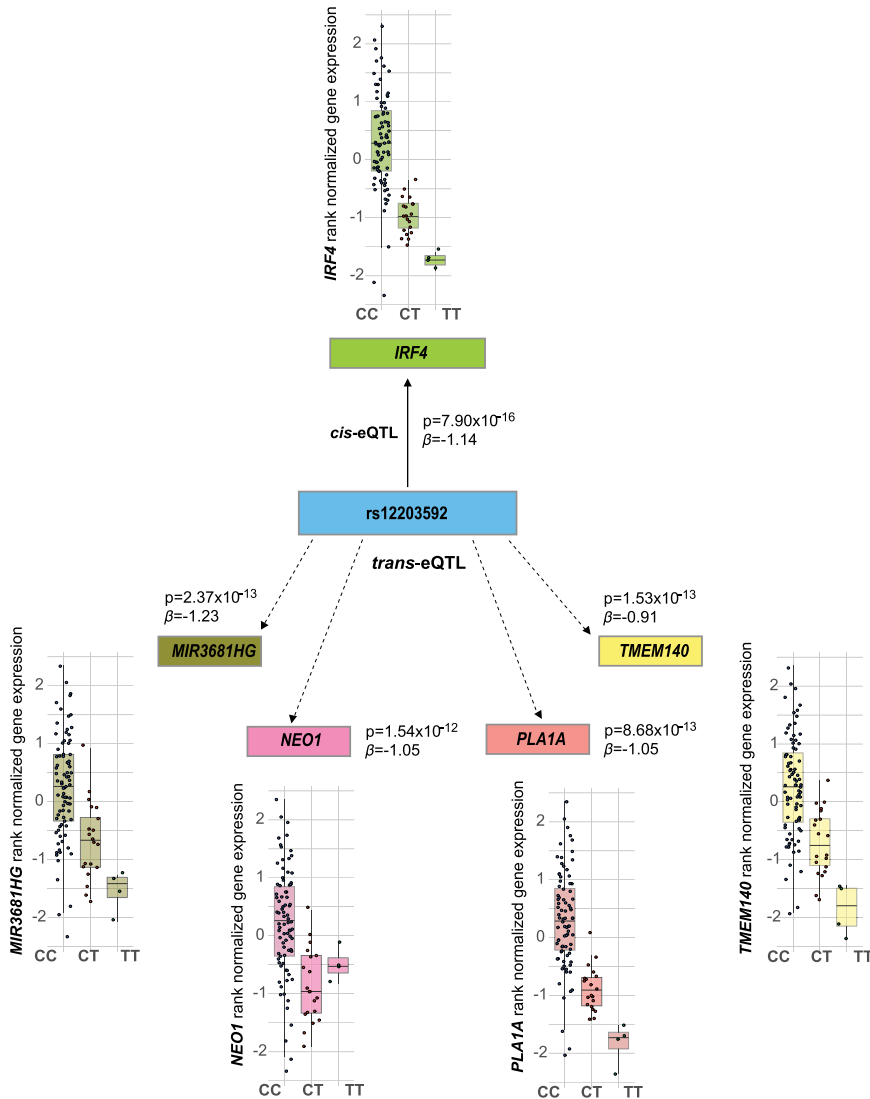 IRF4 rank normalized gene expression
2
1
0
-1
-2
CC CT TT
IRF4
cis-eQTL
p=7.90x10-16
β=-1.14
rs12203592
trans-eQTL
p=2.37x10-13
β=-1.23
MIR3681HG
p=1.53x10-13
β=-0.91
TMEM140
NEO1
p=1.54x10-12
β=-1.05
PLA1A
p=8.68x10-13
β=-1.05
MIR3681HG rank normalized gene expression
2
1
0
-1
-2
CC CT TT
NEO1 rank normalized gene expression
2
1
0
-1
-2
CC CT TT
PLA1A rank normalized gene expression
2
1
0
-1
-2
CC CT TT
TMEM140 rank normalized gene expression
2
1
0
-1
-2
CC CT TT